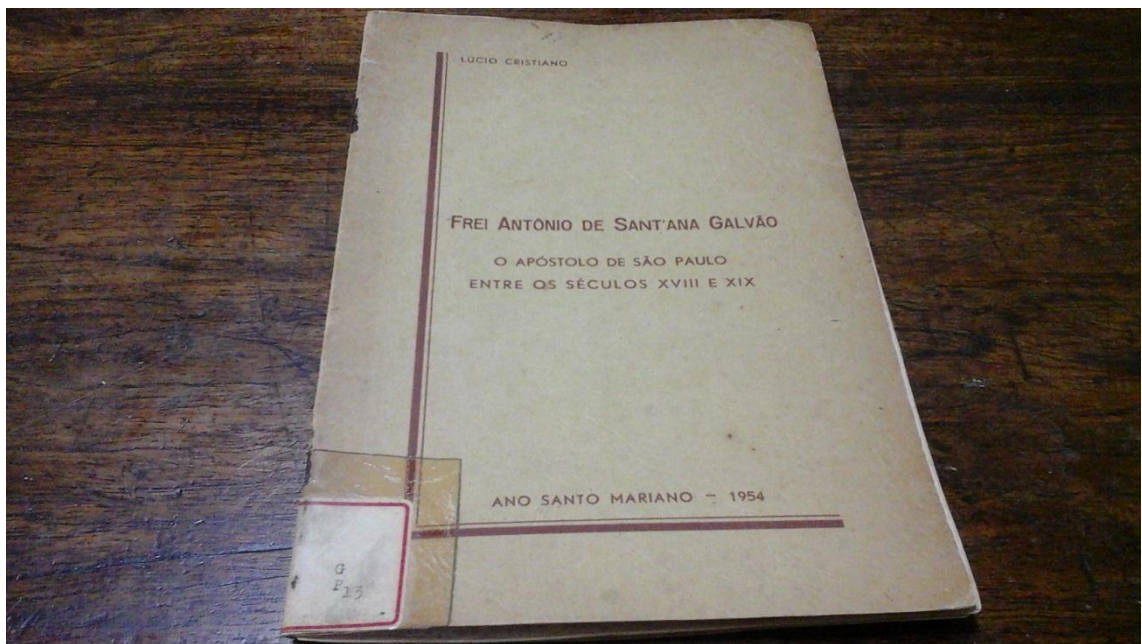 LÚCIO CRISTIANO
FREI ANTÔNIO DE SANT'ANA GALVÃO
O APÓSTOLO DE SÃO PAULO
ENTRE OS SÉCULOS XVIII E XIX
ANO SANTO MARIANO – 1954
G
P13